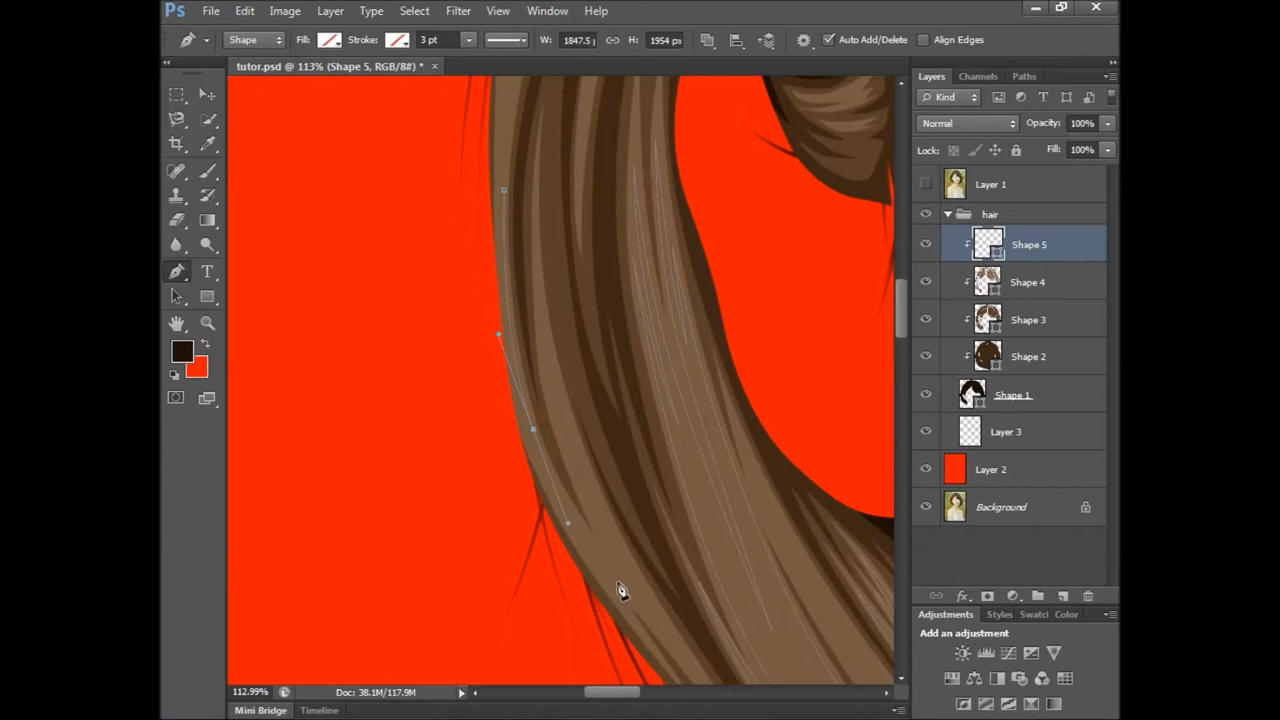 Ps File Edit Image Layer Type Select Filter View Window Help
Shape Fill: Stroke: 3 pt W: 1847.5 H: 1954 px Auto Add/Delete Align Edges
tutor.psd @ 113% (Shape 5, RGB/8#) * ×
Layers Channels Paths
Kind T
Normal Opacity: 100%
Lock: Fill: 100%
Layer 1
hair
Shape 5
Shape 4
Shape 3
Shape 2
Shape 1
Layer 3
Layer 2
Background
fx
Adjustments Styles Swatcl Color
Add an adjustment
112.99% Doc: 38.1M/117.9M
Mini Bridge Timeline